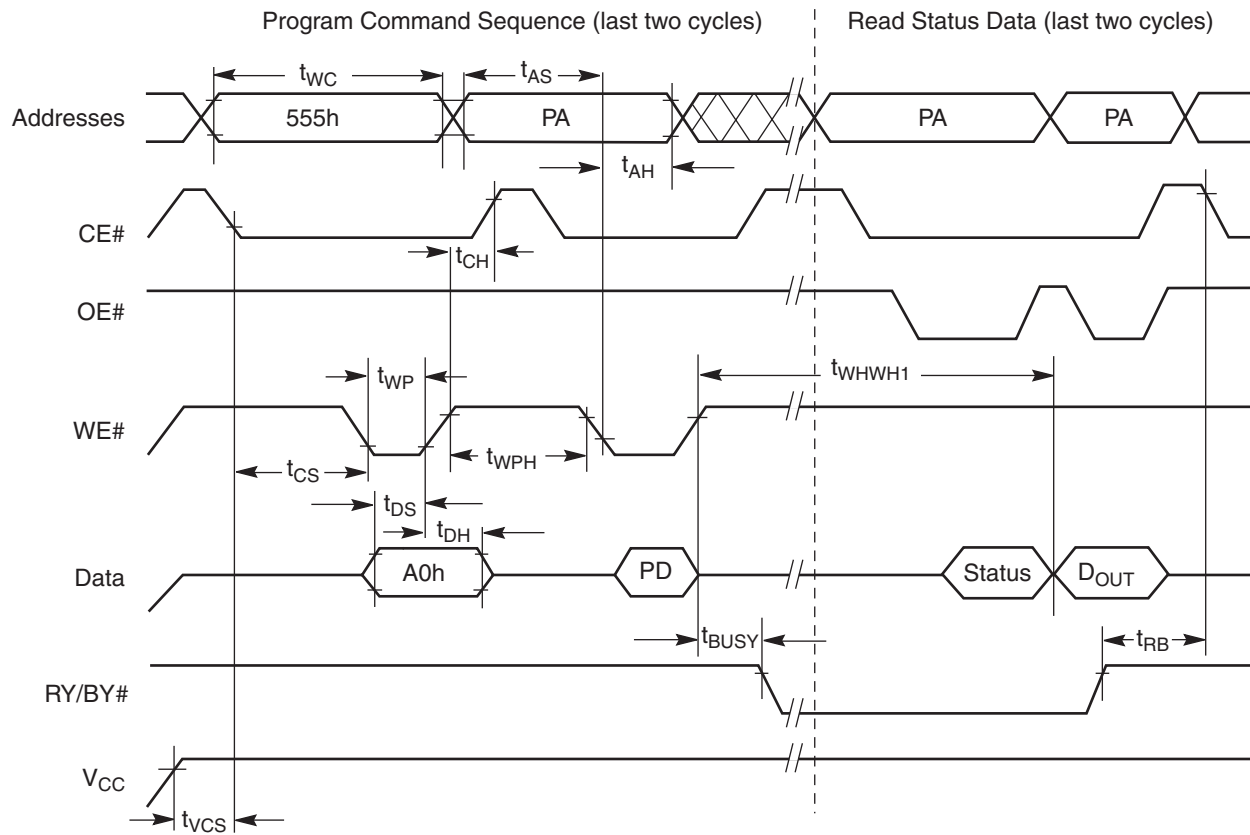 Program Command Sequence (last two cycles)
Read Status Data (last two cycles)
tWC
tAS
Addresses
555h
PA
PA
PA
tAH
CE#
tCH
OE#
tWHWH1
tWP
WE#
tCS
tWPH
tDS
tDH
Data
A0h
PD
Status
DOUT
tBUSY
tRB
RY/BY#
VCC
tVCS